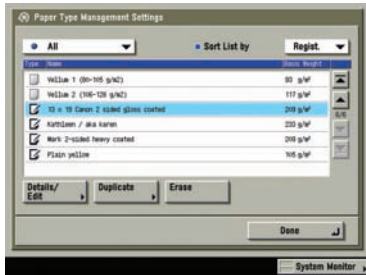 Paper Type Management Settings
All
Sort List by
Regist.
Type Name Basis Weight
Vellum 1 (80-105 g/m2) 93 g/m²
Vellum 2 (106-128 g/m2) 117 g/m²
13 x 19 Canon 2 sided gloss coated 209 g/m²
Kathleen / aka karen 220 g/m²
Mark 2-sided heavy coated 209 g/m²
Plain yellow 105 g/m²
Details/
Edit
Duplicate
Erase
Done
System Monitor